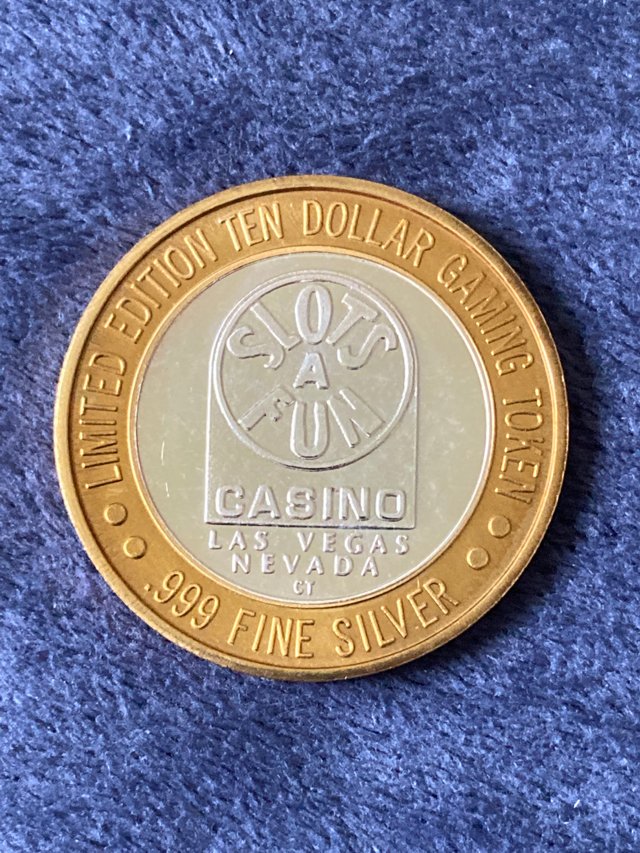 LIMITED EDITION TEN DOLLAR GAMING TOKEN
SLOTS
A
FUN
CASINO
LAS VEGAS
NEVADA
CT
.999 FINE SILVER